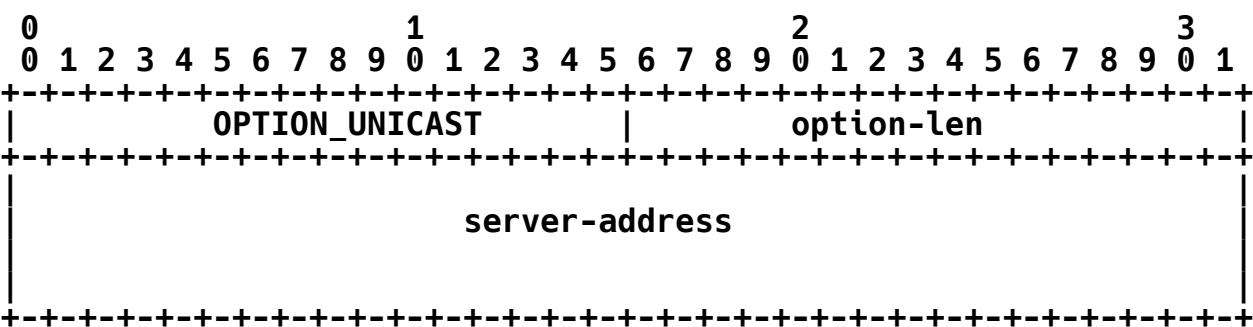 0                   1                   2                   3
 0 1 2 3 4 5 6 7 8 9 0 1 2 3 4 5 6 7 8 9 0 1 2 3 4 5 6 7 8 9 0 1
+-+-+-+-+-+-+-+-+-+-+-+-+-+-+-+-+-+-+-+-+-+-+-+-+-+-+-+-+-+-+-+-+
|          OPTION_UNICAST       |        option-len             |
+-+-+-+-+-+-+-+-+-+-+-+-+-+-+-+-+-+-+-+-+-+-+-+-+-+-+-+-+-+-+-+-+
|                                                               |
|                       server-address                          |
|                                                               |
|                                                               |
+-+-+-+-+-+-+-+-+-+-+-+-+-+-+-+-+-+-+-+-+-+-+-+-+-+-+-+-+-+-+-+-+